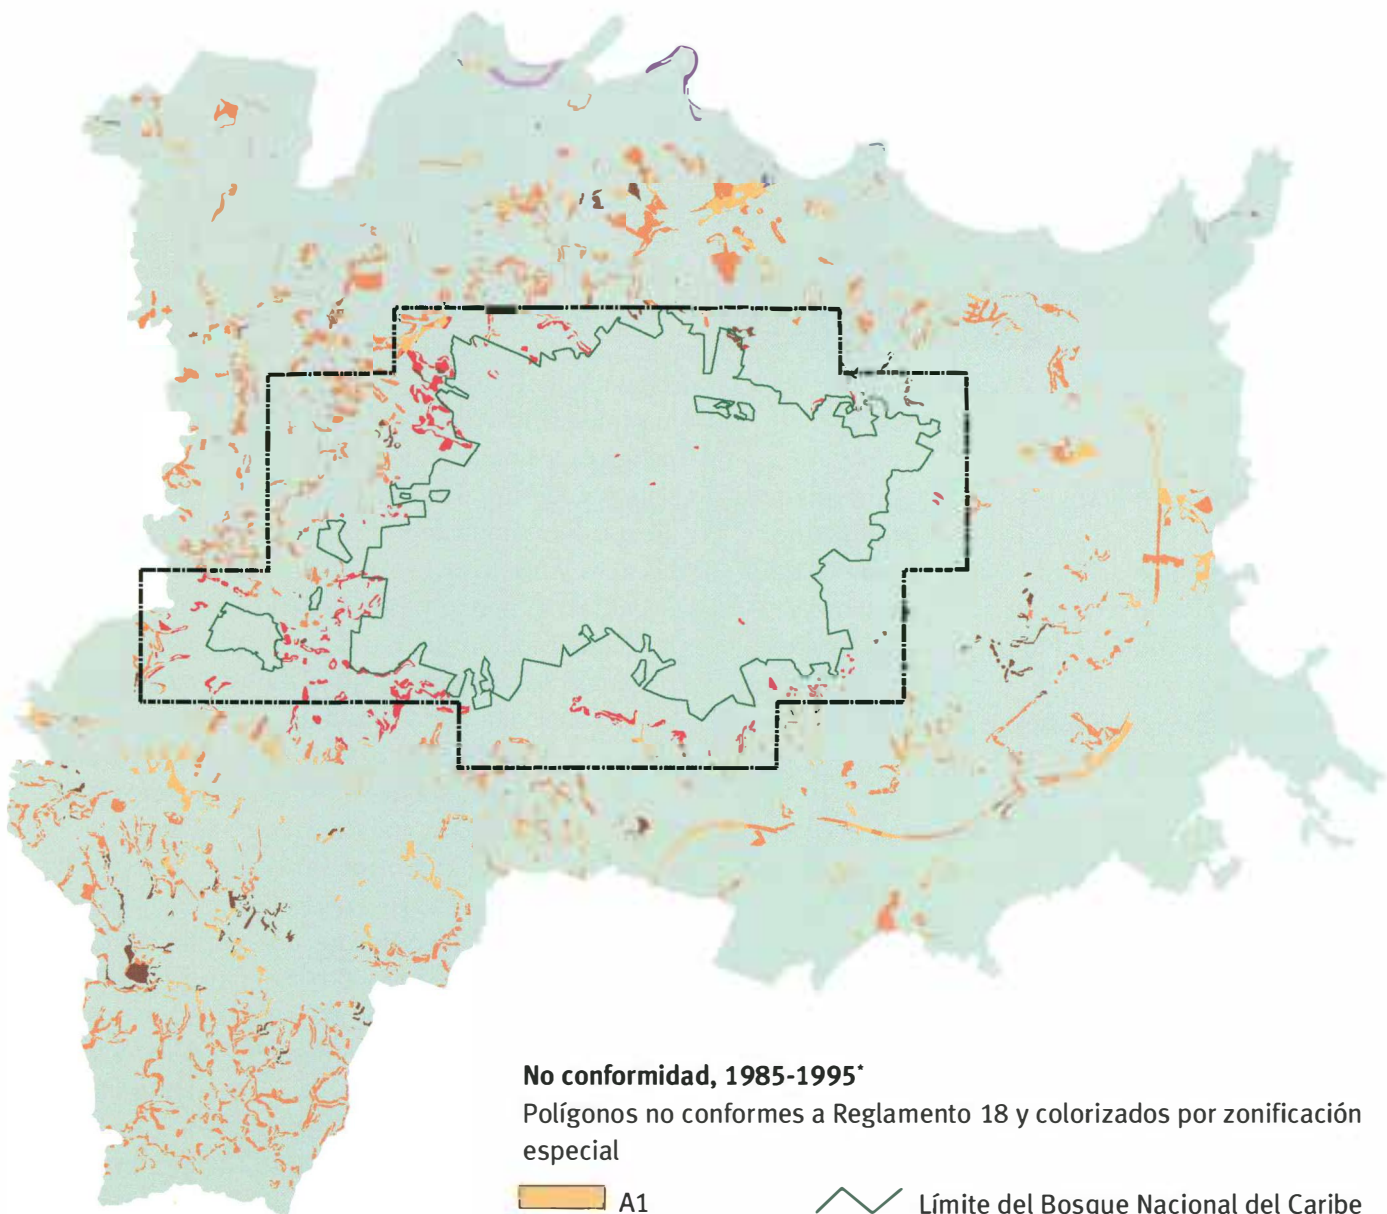 No conformidad, 1985-1995*
Polígonos no conformes a Reglamento 18 y colorizados por zonificación
especial
A1
Límite del Bosque Nacional del Caribe